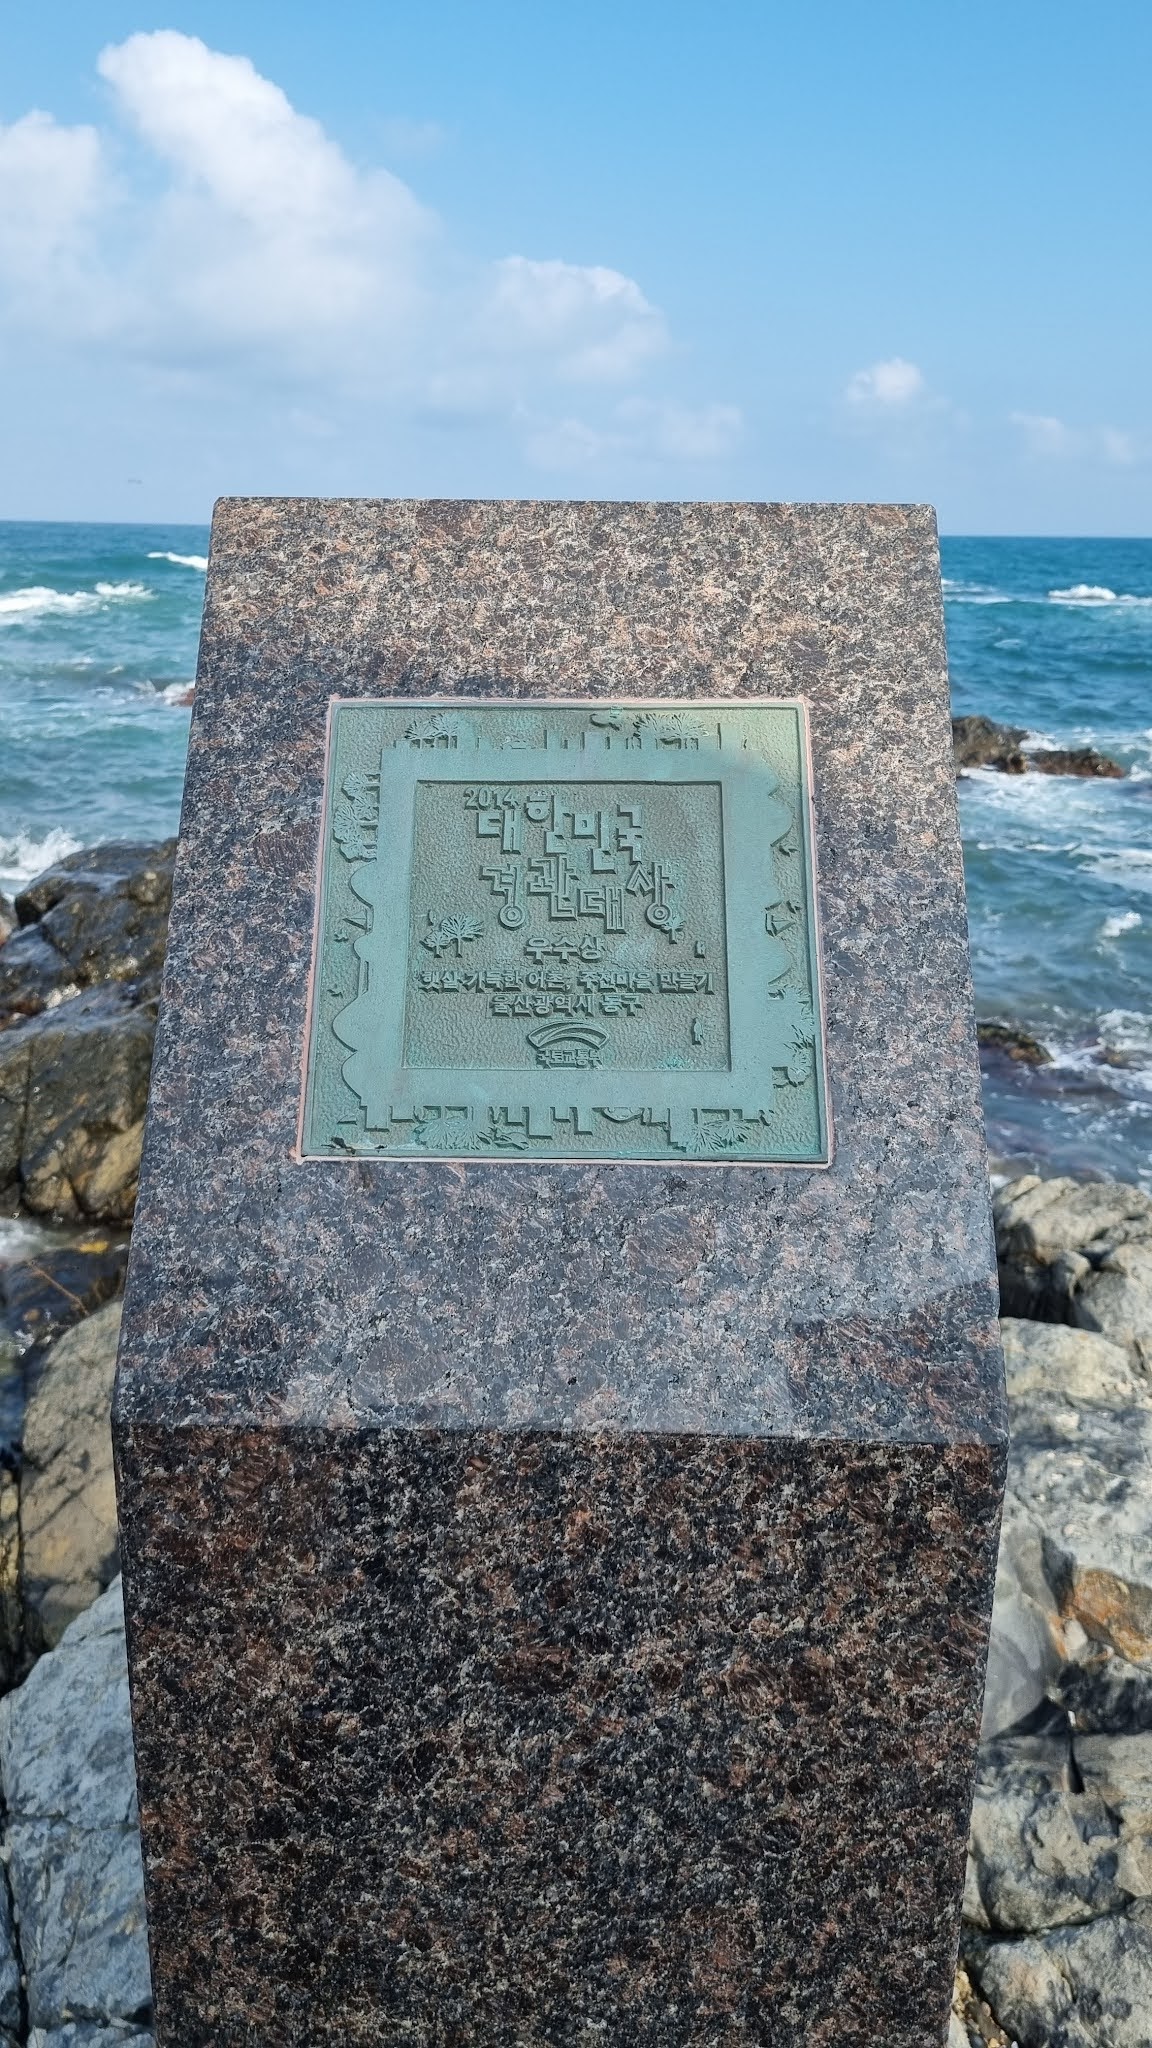 2014
대한민국
경관대상
우수상
햇살 가득한 어촌, 주전마을 만들기
울산광역시 동구
국토교통부